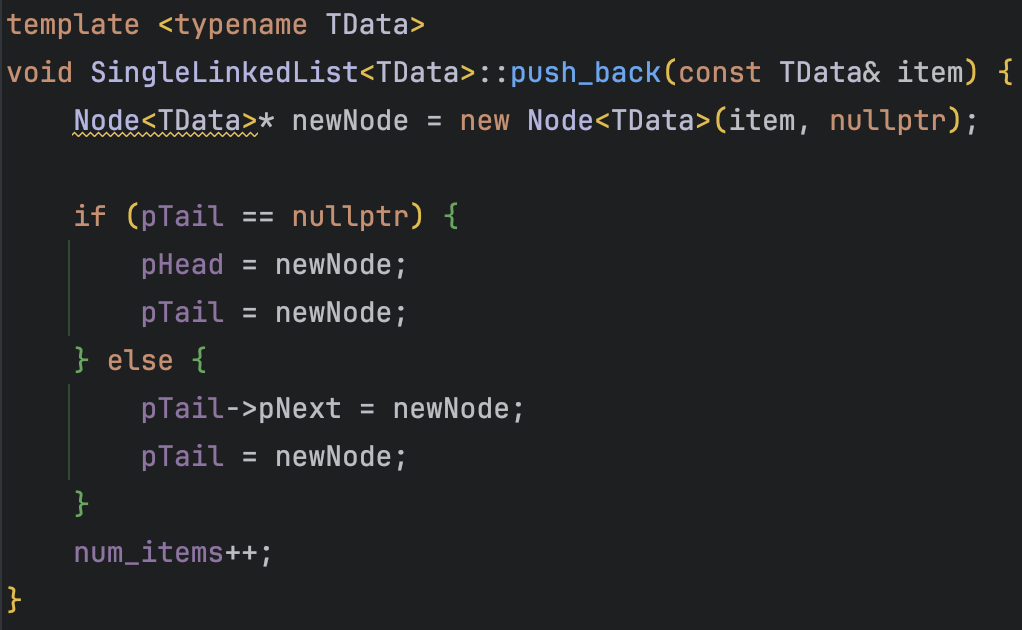 template <typename TData>
void SingleLinkedList<TData>::push_back(const TData& item) {
    Node<TData>* newNode = new Node<TData>(item, nullptr);

    if (pTail == nullptr) {
        pHead = newNode;
        pTail = newNode;
    } else {
        pTail->pNext = newNode;
        pTail = newNode;
    }
    num_items++;
}